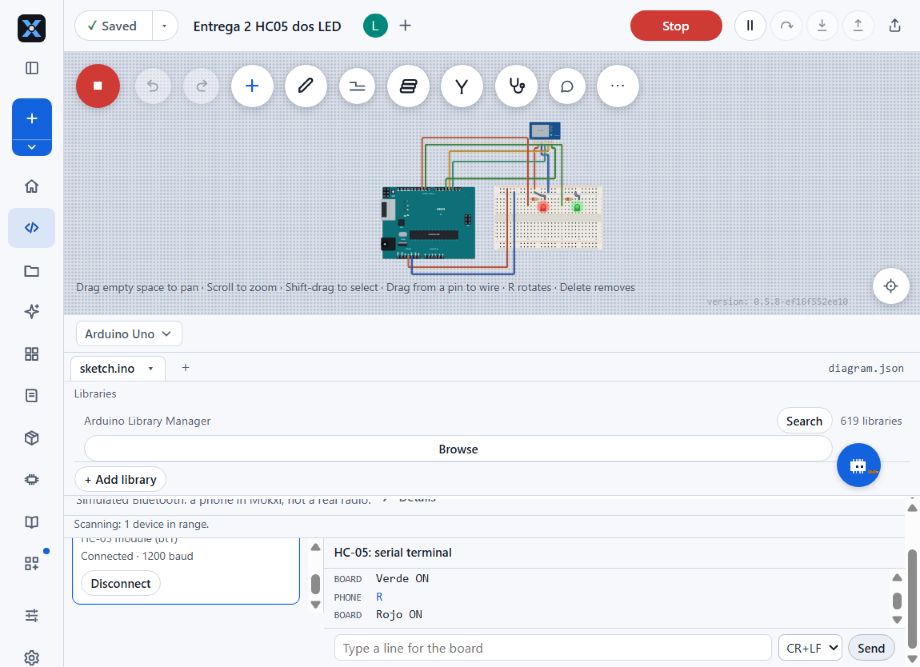 ✓ Saved
Entrega 2 HC05 dos LED
L
+
Stop
Drag empty space to pan · Scroll to zoom · Shift-drag to select · Drag from a pin to wire · R rotates · Delete removes
version: 0.5.8-ef16f552ee10
Arduino Uno
sketch.ino
+
diagram.json
Libraries
Arduino Library Manager
Search
619 libraries
Browse
+ Add library
Simulated Bluetooth: a phone in Mokxi, not a real radio.
Details
Scanning: 1 device in range.
HC-05 module (bt1)
Connected · 1200 baud
Disconnect
HC-05: serial terminal
BOARD Verde ON
PHONE R
BOARD Rojo ON
Type a line for the board
CR+LF
Send